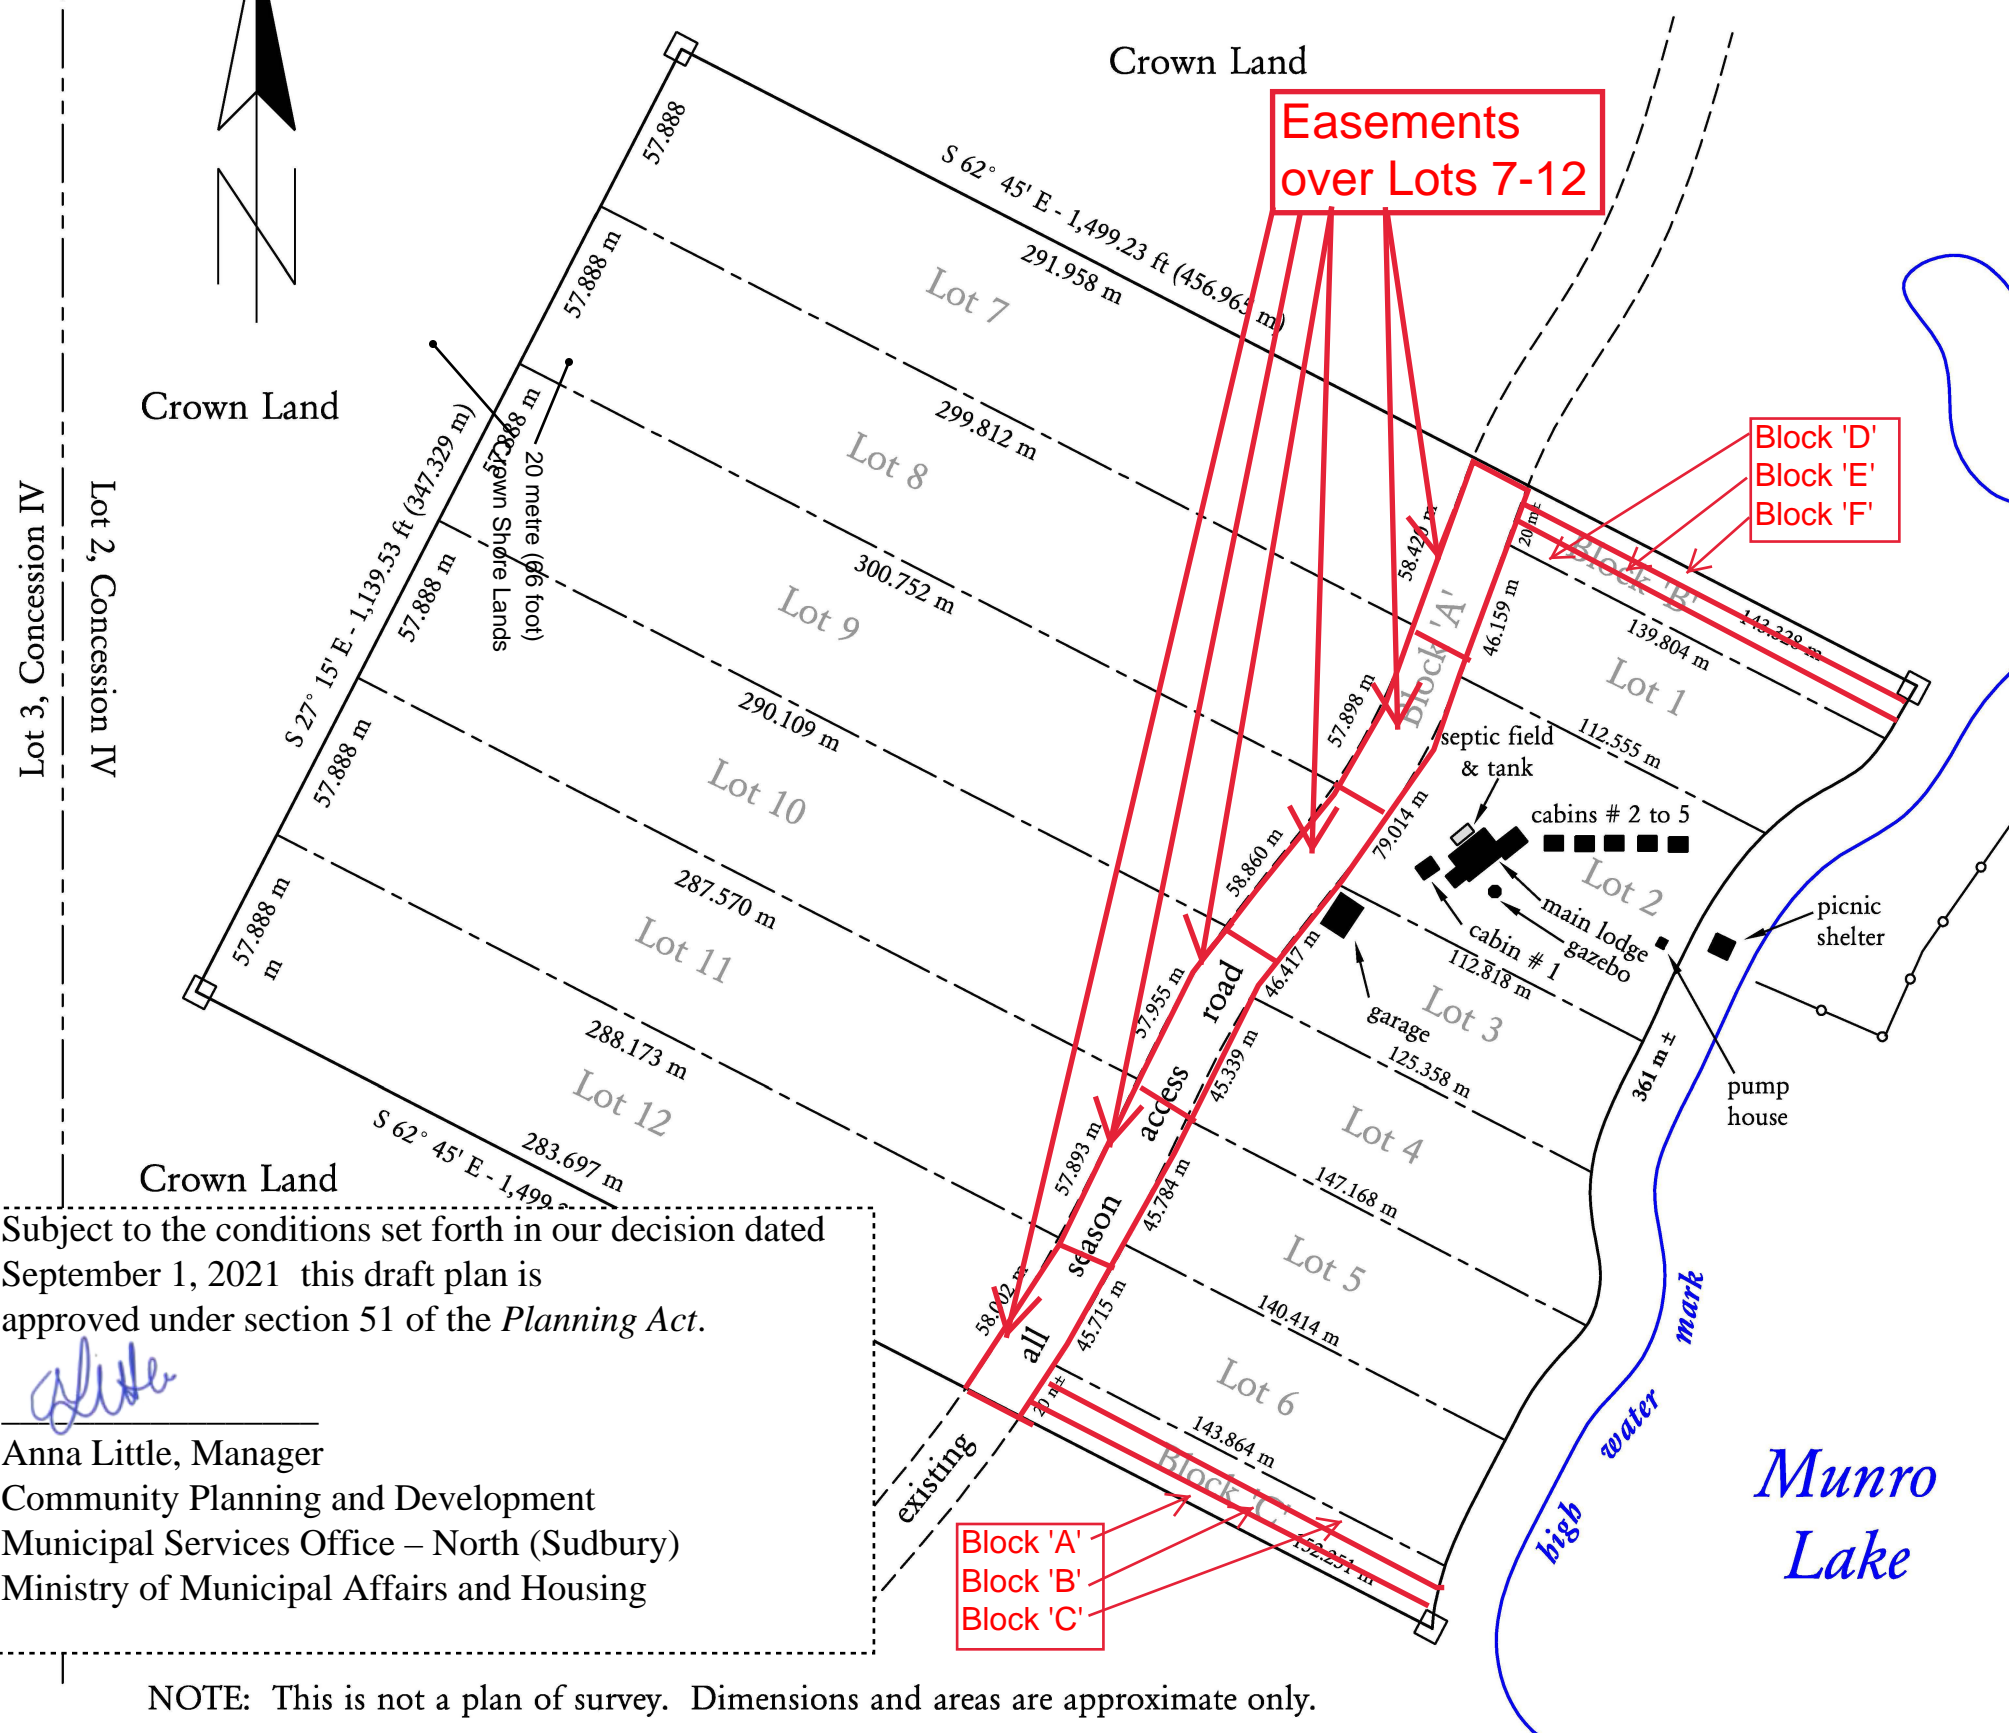 Crown Land
Easements
over Lots 7-12
N
57.888
S 62° 45' E - 1,499.23 ft (456.965 m)
291.958 m
57.888 m
Lot 7
Crown Land
299.812 m
Lot 8
57.888 m
20 metre (66 foot)
Crown Shore Lands
S 27° 15' E - 1,139.53 ft (347.329 m)
Lot 3, Concession IV
Lot 2, Concession IV
Block 'D'
Block 'E'
Block 'F'
58.420 m
20 m±
Block 'B'
143.328 m
139.804 m
57.888 m
300.752 m
Lot 9
Block 'A'
46.159 m
Lot 1
57.898 m
112.555 m
290.109 m
57.888 m
Lot 10
septic field
& tank
79.014 m
cabins # 2 to 5
Lot 2
58.860 m
main lodge
gazebo
cabin # 1
picnic
shelter
112.818 m
287.570 m
57.888 m
Lot 11
46.417 m
garage
Lot 3
57.955 m
road
125.358 m
361 m ±
pump
house
288.173 m
Lot 12
45.339 m
access
Lot 4
57.893 m
147.168 m
S 62° 45' E - 1,499.
283.697 m
Crown Land
45.784 m
season
Lot 5
140.414 m
58.002 m
45.715 m
all
Lot 6
20 m±
143.864 m
Block 'C'
152.251 m
existing
Block 'A'
Block 'B'
Block 'C'
high water mark
Munro
Lake
Subject to the conditions set forth in our decision dated
September 1, 2021 this draft plan is
approved under section 51 of the Planning Act.
Anna Little, Manager
Community Planning and Development
Municipal Services Office – North (Sudbury)
Ministry of Municipal Affairs and Housing
NOTE: This is not a plan of survey. Dimensions and areas are approximate only.